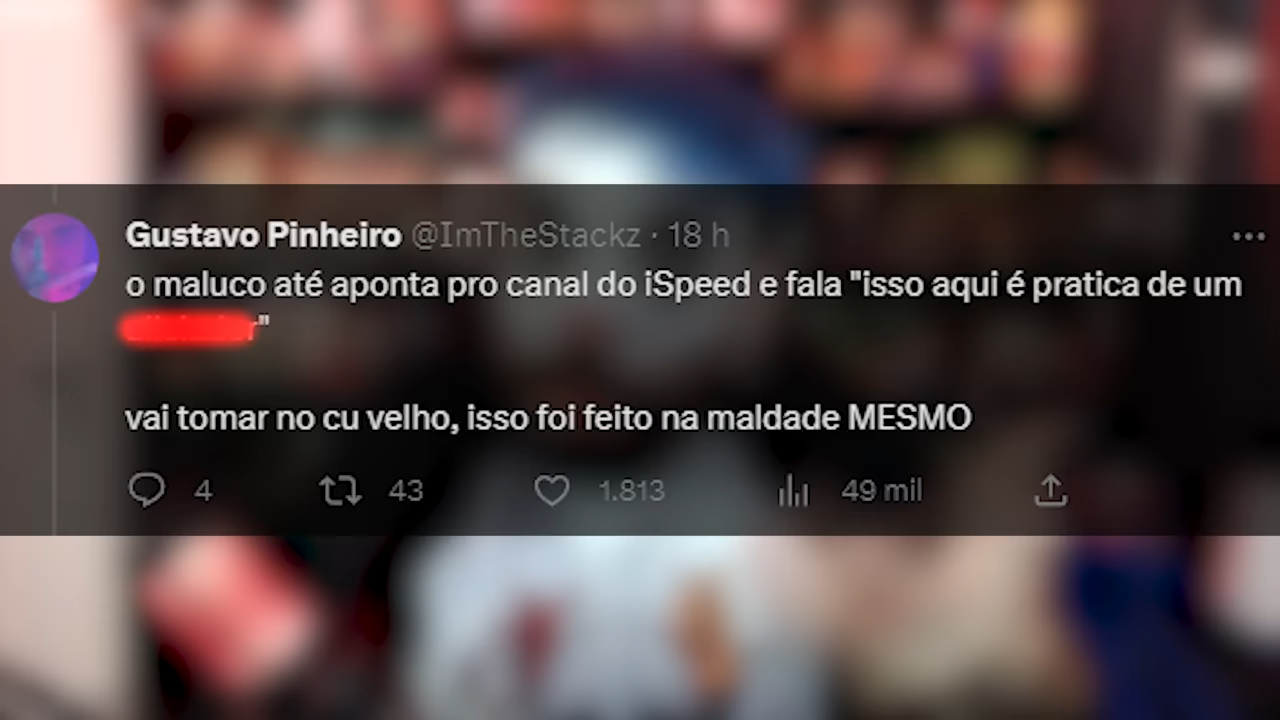 Gustavo Pinheiro @ImTheStackz · 18 h
o maluco até aponta pro canal do iSpeed e fala "isso aqui é pratica de um
"
vai tomar no cu velho, isso foi feito na maldade MESMO
4 43 1.813 49 mil